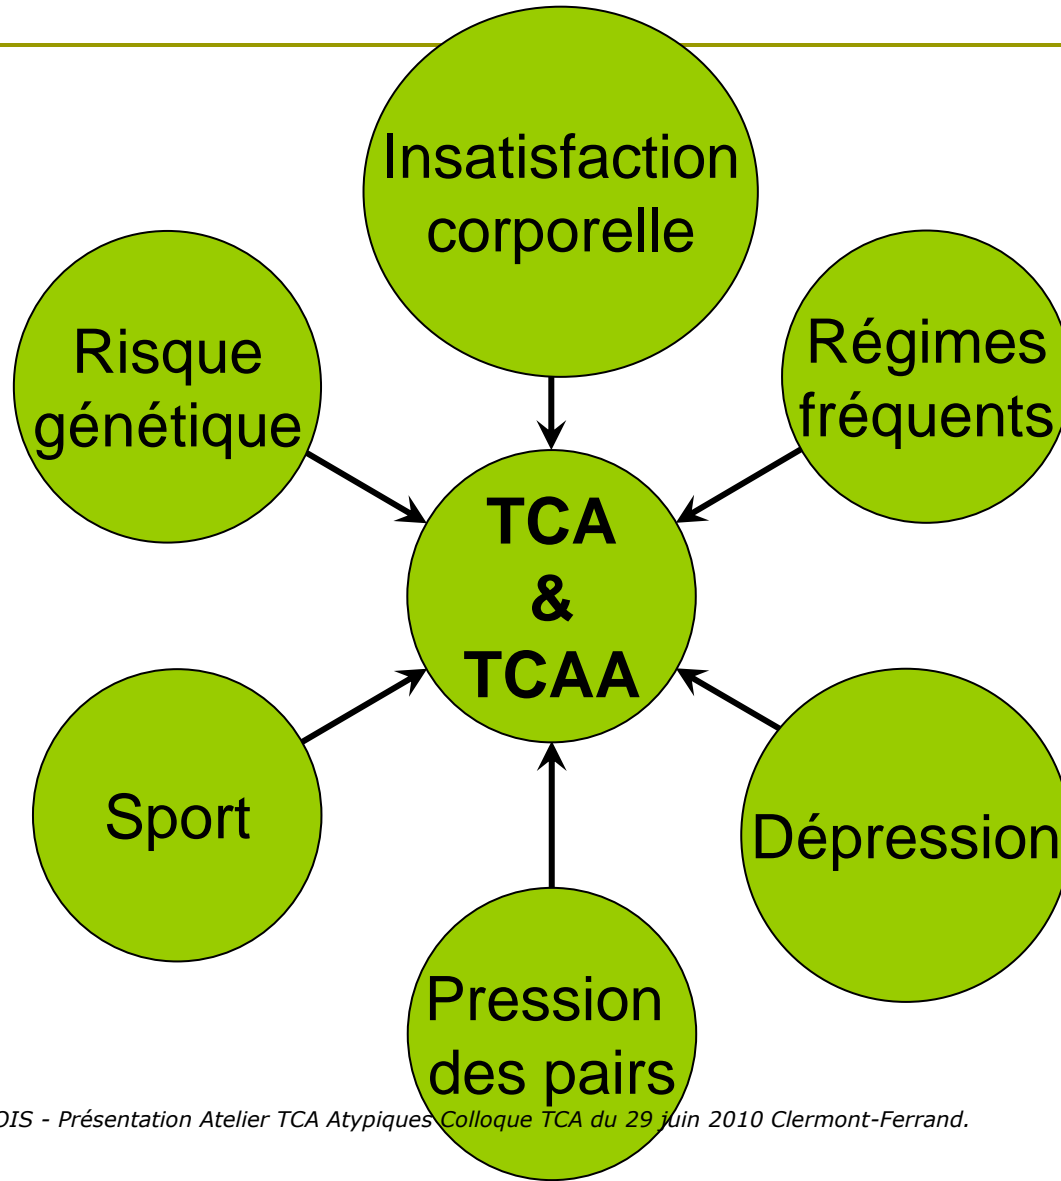 Insatisfaction
corporelle
Risque
génétique
Régimes
fréquents
TCA
&
TCAA
Sport
Dépression
Pression
des pairs
- Présentation Atelier TCA Atypiques Colloque TCA du 29 juin 2010 Clermont-Ferrand.